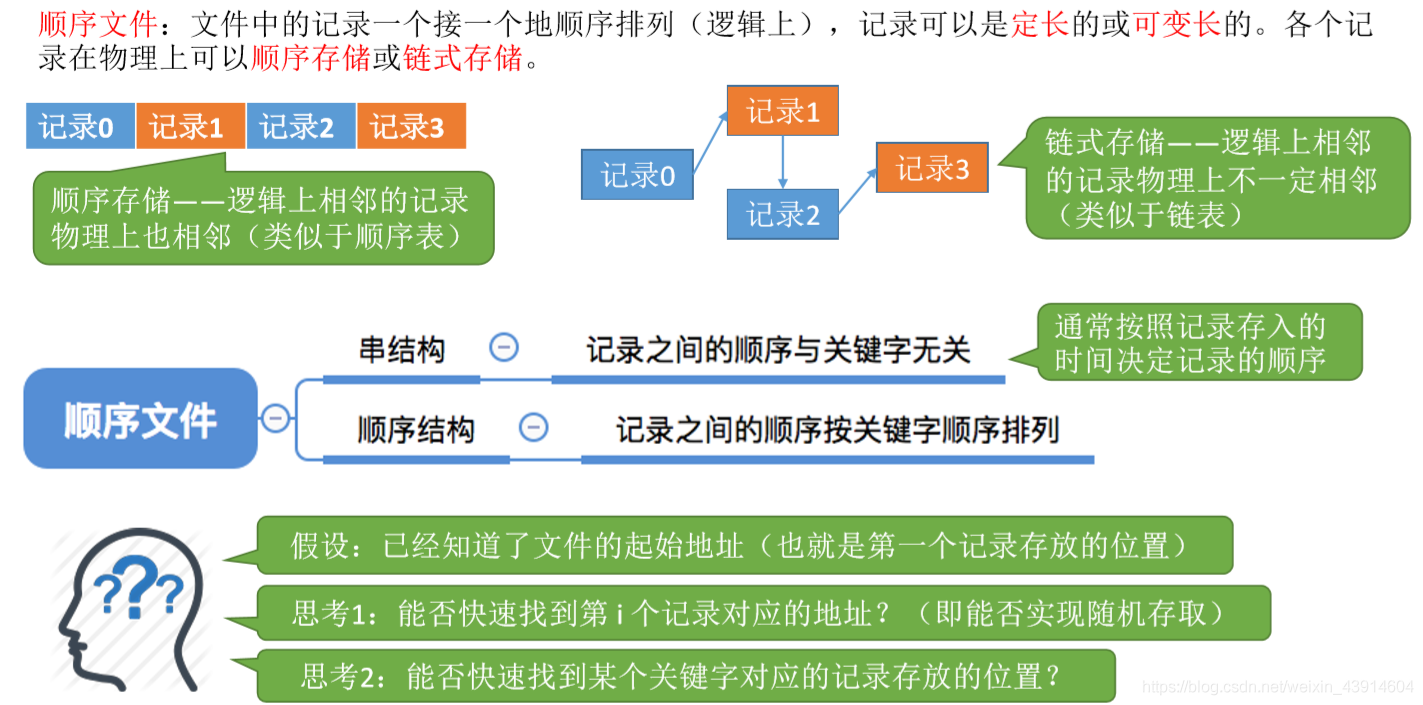 顺序文件：文件中的记录一个接一个地顺序排列（逻辑上），记录可以是定长的或可变长的。各个记
录在物理上可以顺序存储或链式存储。
记录0 记录1 记录2 记录3
顺序存储——逻辑上相邻的记录
物理上也相邻（类似于顺序表）
记录0
记录1
记录2
记录3
链式存储——逻辑上相邻
的记录物理上不一定相邻
（类似于链表）
顺序文件
串结构
记录之间的顺序与关键字无关
通常按照记录存入的
时间决定记录的顺序
顺序结构
记录之间的顺序按关键字顺序排列
???
假设：已经知道了文件的起始地址（也就是第一个记录存放的位置）
思考1：能否快速找到第 i 个记录对应的地址？（即能否实现随机存取）
思考2：能否快速找到某个关键字对应的记录存放的位置？
https://blog.csdn.net/weixin_43914604